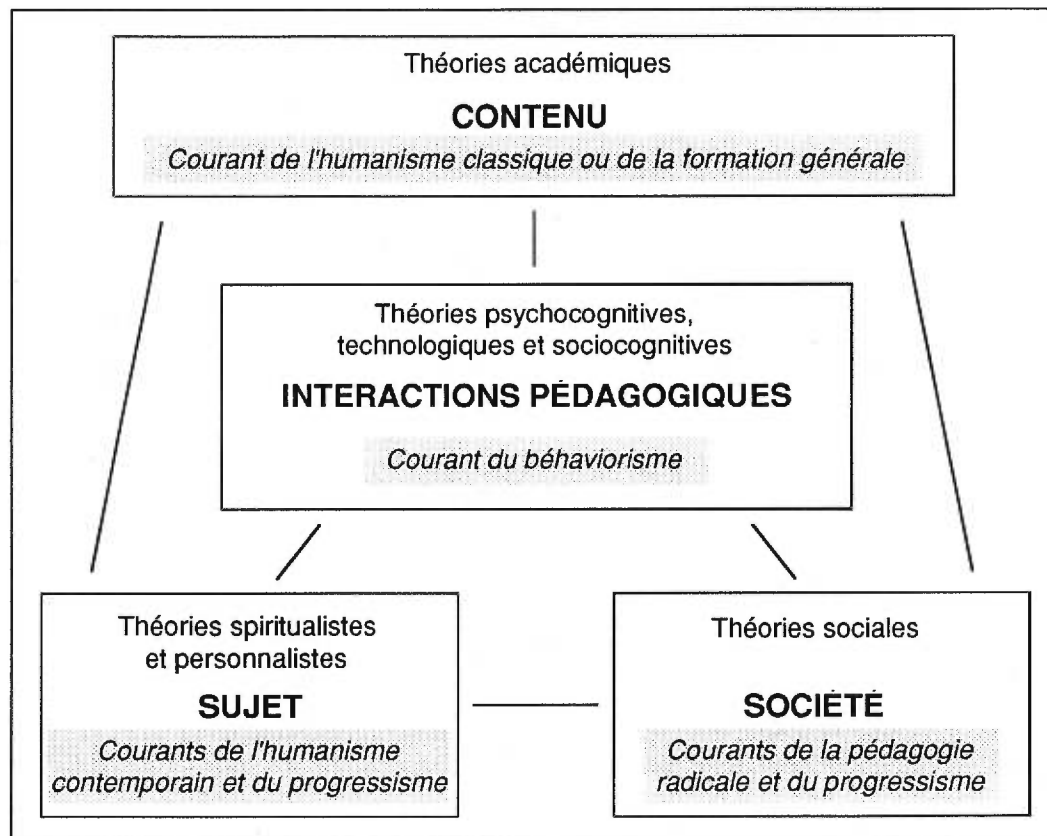 Théories académiques
CONTENU
Courant de l'humanisme classique ou de la formation générale
Théories psychocognitives,
technologiques et sociocognitives
INTERACTIONS PÉDAGOGIQUES
Courant du béhaviorisme
Théories spiritualistes
et personnalistes
SUJET
Courants de l'humanisme
contemporain et du progressisme
Théories sociales
SOCIÉTÉ
Courants de la pédagogie
radicale et du progressisme